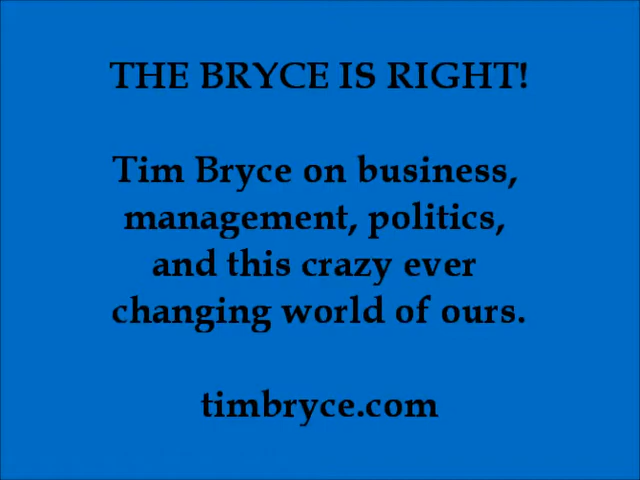 THE BRYCE IS RIGHT!
Tim Bryce on business,
management, politics,
and this crazy ever
changing world of ours.
timbryce.com